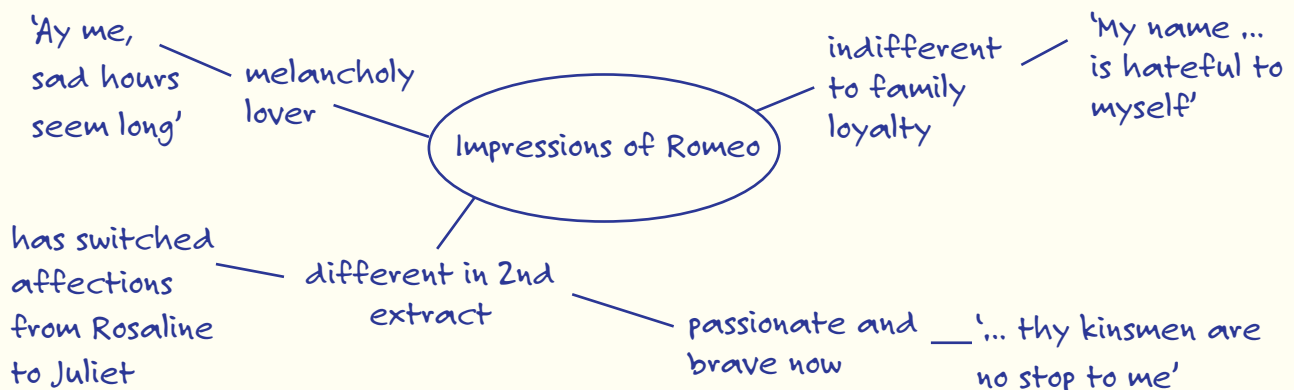 'Ay me,
sad hours
seem long'
melancholy
lover
Impressions of Romeo
indifferent
to family
loyalty
'My name ...
is hateful to
myself'
has switched
affections
from Rosaline
to Juliet
different in 2nd
extract
passionate and
brave now
'... thy kinsmen are
no stop to me'